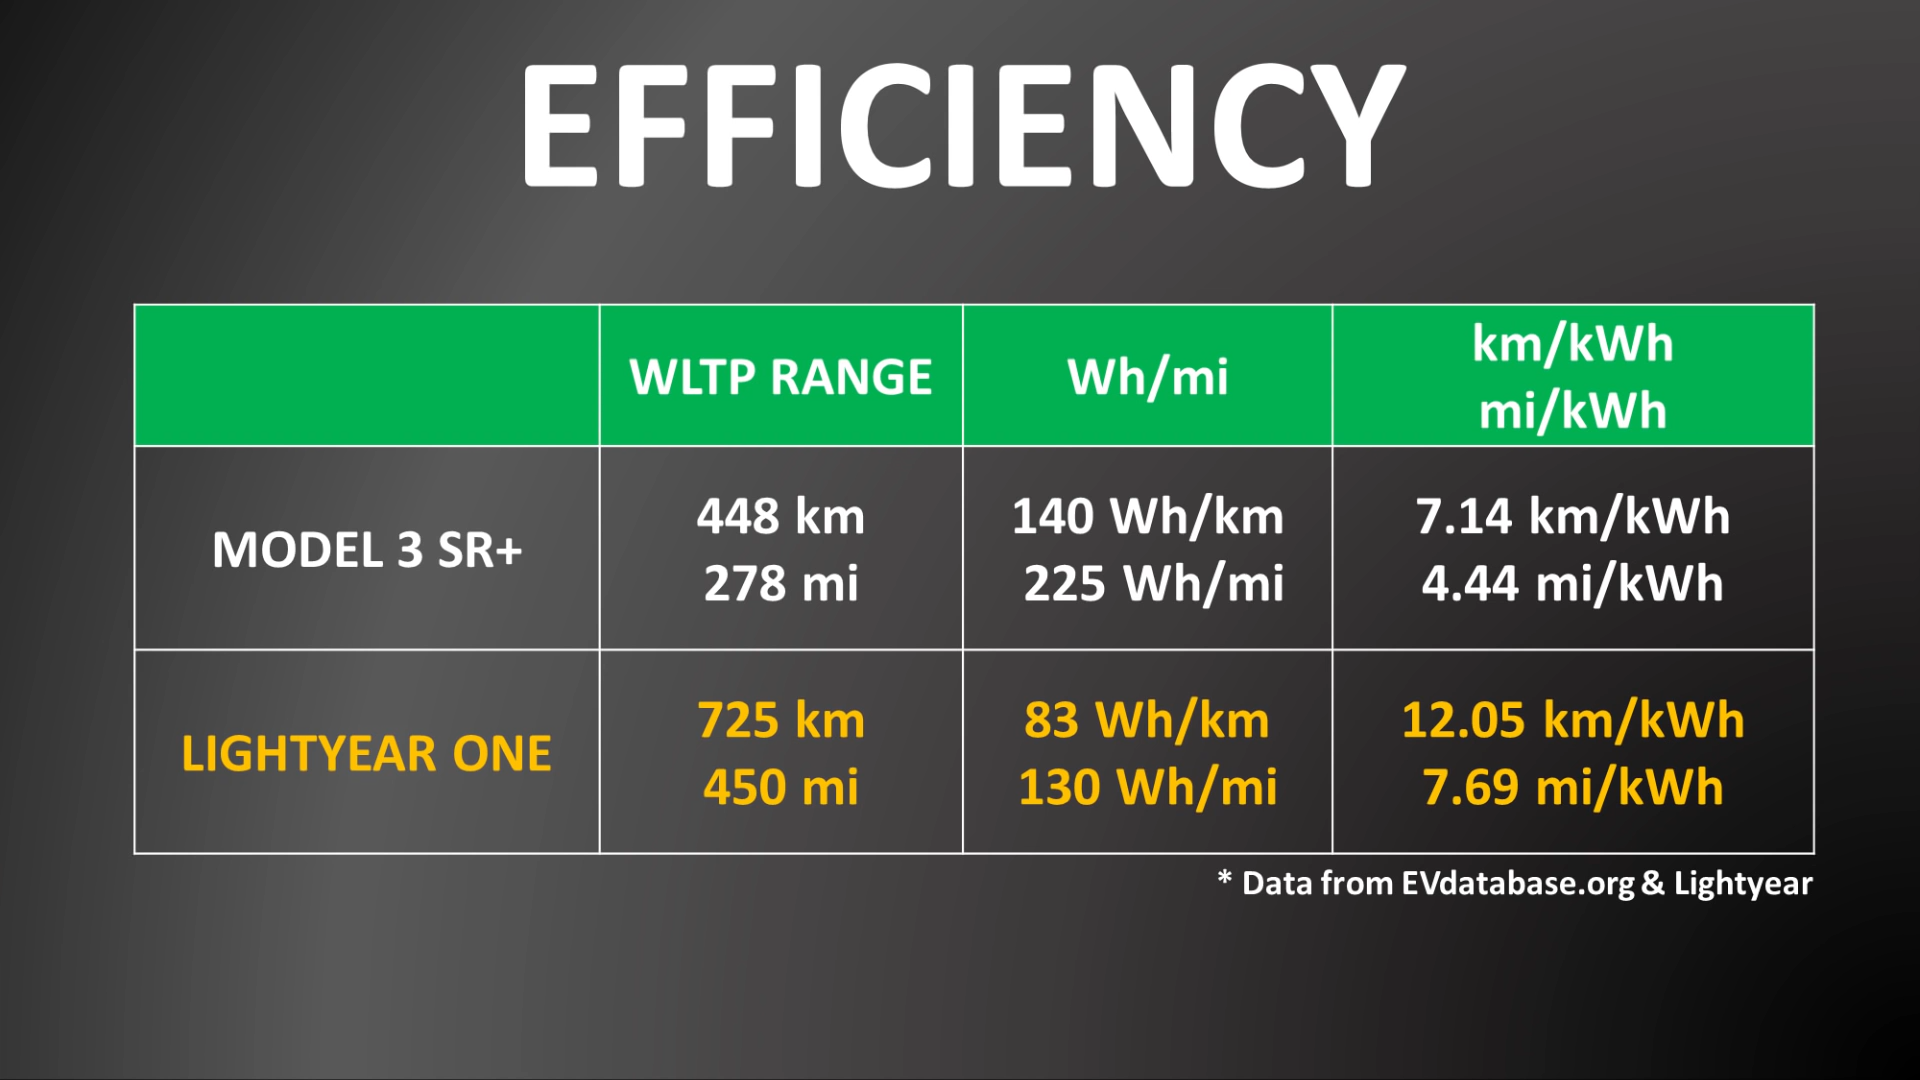 EFFICIENCY
WLTP RANGE
Wh/mi
km/kWh
mi/kWh
MODEL 3 SR+
448 km
278 mi
140 Wh/km
225 Wh/mi
7.14 km/kWh
4.44 mi/kWh
LIGHTYEAR ONE
725 km
450 mi
83 Wh/km
130 Wh/mi
12.05 km/kWh
7.69 mi/kWh
* Data from EVdatabase.org & Lightyear